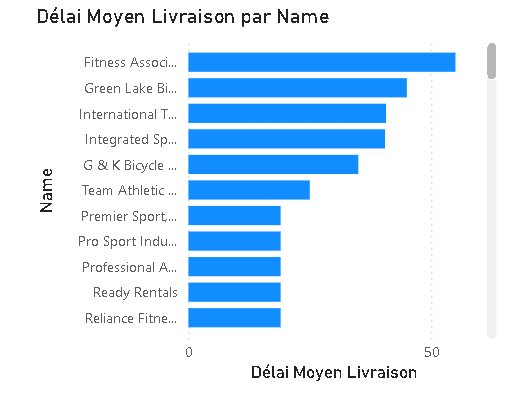 Délai Moyen Livraison par Name
Fitness Associ...
Green Lake Bi...
International T...
Integrated Sp...
G & K Bicycle ...
Team Athletic ...
Premier Sport,...
Pro Sport Indu...
Professional A...
Ready Rentals
Reliance Fitne...
Name
0 50
Délai Moyen Livraison